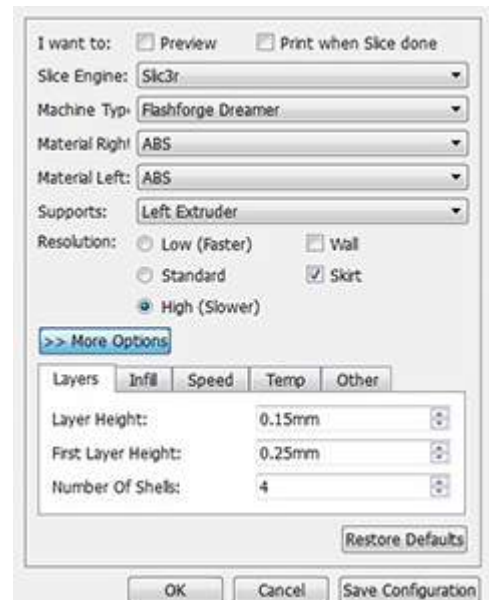 I want to: Preview Print when Slice done
Slice Engine: Slic3r
Machine Typ Flashforge Dreamer
Material Right ABS
Material Left: ABS
Supports: Left Extruder
Resolution: Low (Faster) Wall
Standard Skirt
High (Slower)
>> More Options
Layers Infill Speed Temp Other
Layer Height: 0.15mm
First Layer Height: 0.25mm
Number Of Shells: 4
Restore Defaults
OK Cancel Save Configuration